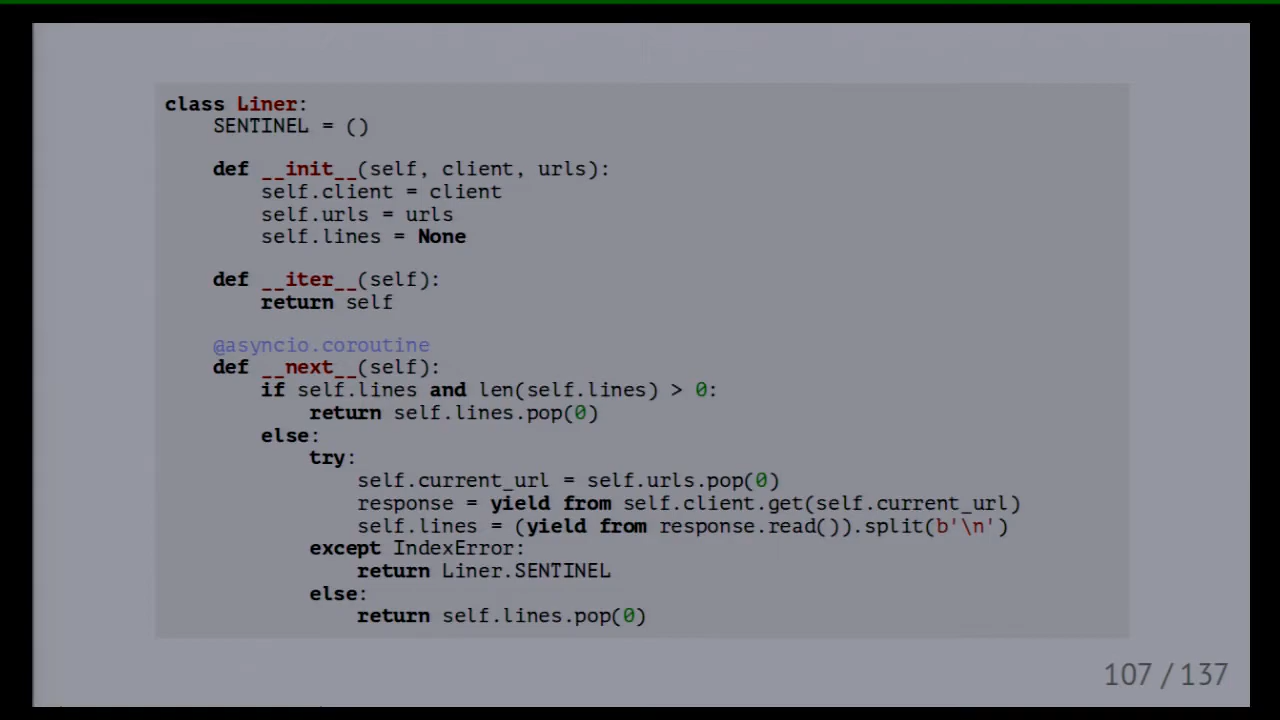 class Liner:
    SENTINEL = ()
    def __init__(self, client, urls):
        self.client = client
        self.urls = urls
        self.lines = None
    def __iter__(self):
        return self
    @asyncio.coroutine
    def __next__(self):
        if self.lines and len(self.lines) > 0:
            return self.lines.pop(0)
        else:
            try:
                self.current_url = self.urls.pop(0)
                response = yield from self.client.get(self.current_url)
                self.lines = (yield from response.read()).split(b'\n')
            except IndexError:
                return Liner.SENTINEL
            else:
                return self.lines.pop(0)
107 / 137